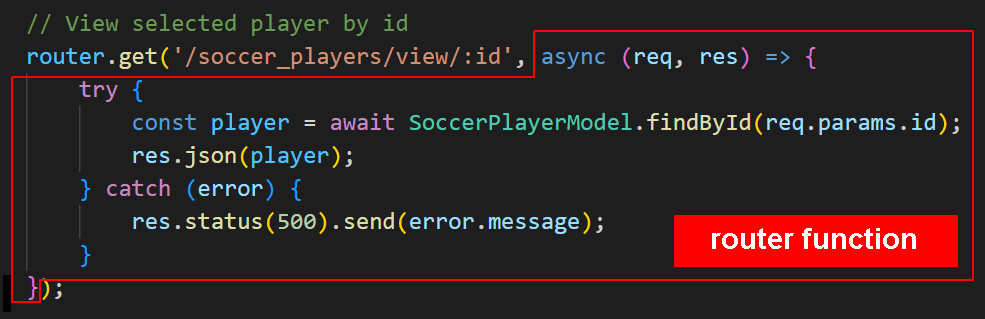 // View selected player by id
router.get('/soccer_players/view/:id', async (req, res) => {
try {
const player = await SoccerPlayerModel.findById(req.params.id);
res.json(player);
} catch (error) {
res.status(500).send(error.message);
}
router function
});